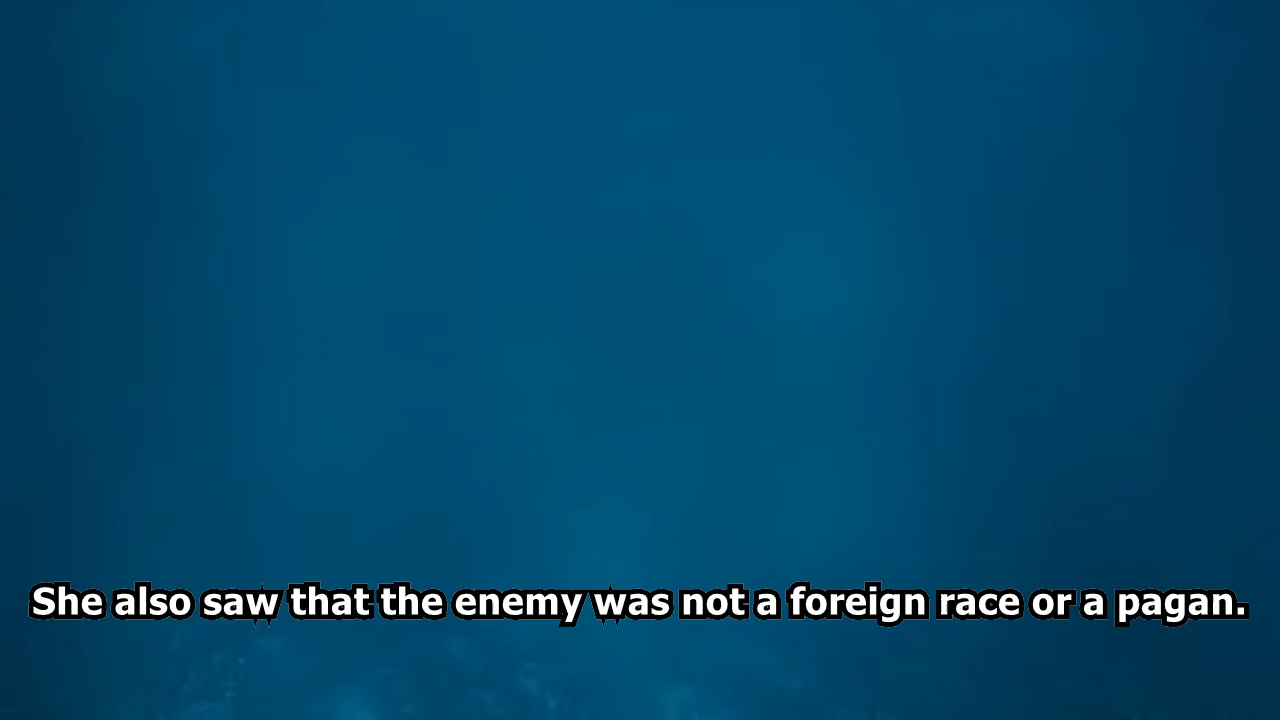 She also saw that the enemy was not a foreign race or a pagan.